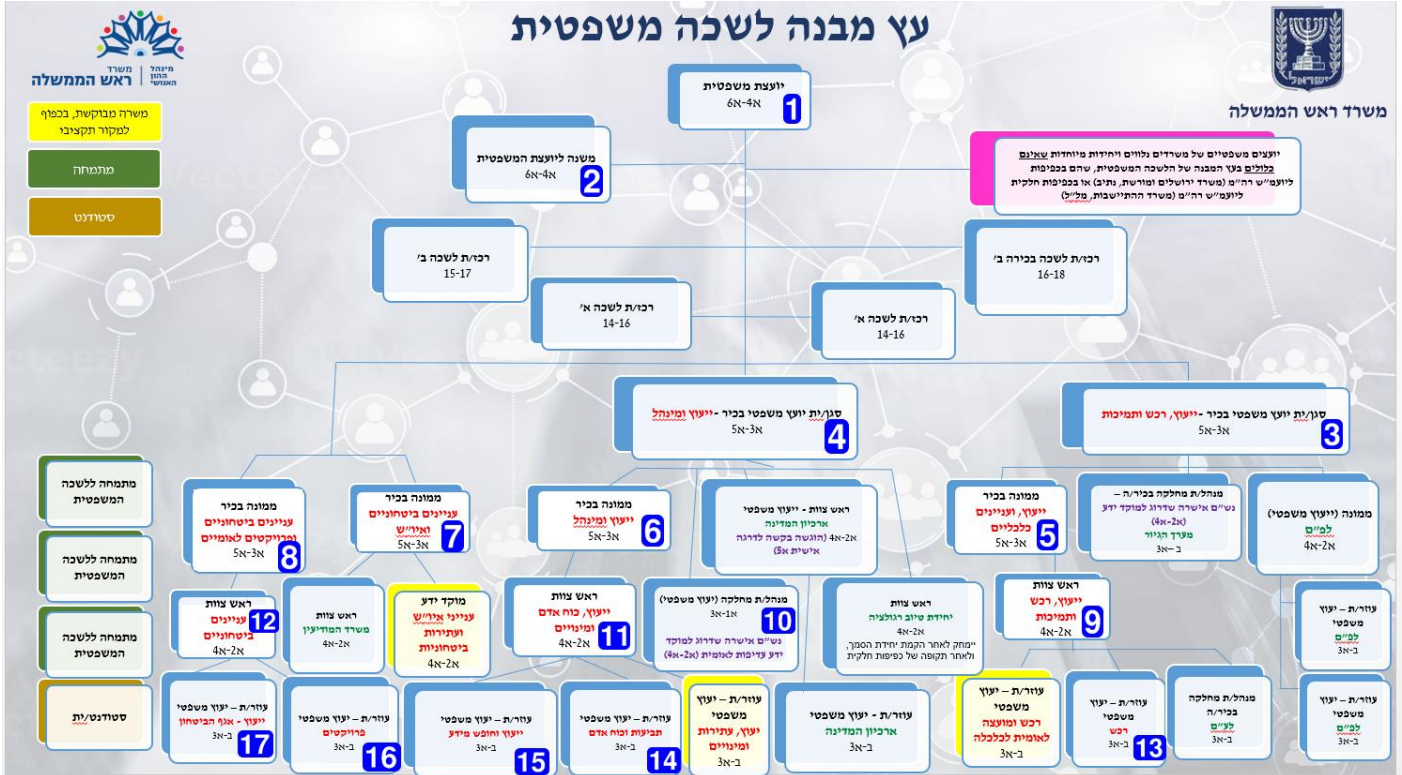 עץ מבנה לשכה משפטית
מינהל
ההון
האנושי
משרד
ראש הממשלה
משרד ראש הממשלה
משרה מבוקשת, בכפוף
למקור תקציבי
מתמחה
סטודנט
יועצת משפטית
א4-א6
1
משנה ליועצת המשפטית
א4-א6
2
יועצים משפטיים של משרדים נלווים ויחידות מיוחדות שאינם
כלולים בעץ המבנה של הלשכה המשפטית, שהם בכפיפות
ליועמ"ש רה"מ (משרד ירושלים ומורשת, נתיב) או בכפיפות חלקית
ליועמ"ש רה"מ (משרד ההתיישבות, מל"ל)
רכז/ת לשכה בכירה ב'
16-18
רכז/ת לשכה ב'
15-17
רכז/ת לשכה א'
14-16
רכז/ת לשכה א'
14-16
סגן/ית יועץ משפטי בכיר -ייעוץ, רכש ותמיכות
א3-א5
3
סגן/ית יועץ משפטי בכיר -ייעוץ ומינהל
א3-א5
4
ממונה (ייעוץ משפטי)
לפ"ם
א2-א4
מנהל/ת מחלקה בכיר/ה –
נש"ם אישרה שדרוג למוקד ידע
(א2-א4)
מערך הגיור
ב –א3
ממונה בכיר
ייעוץ, ועניינים
כלכליים
א3-א5
5
ראש צוות - ייעוץ משפטי
ארכיון המדינה
א2-א4 (הוגשה בקשה לדרגה
אישית א5)
ממונה בכיר
ייעוץ ומינהל
א3-א5
6
ממונה בכיר
עניינים ביטחוניים
ואיו"ש
א3-א5
7
ממונה בכיר
עניינים ביטחוניים
ופרויקטים לאומיים
א3-א5
8
מתמחה ללשכה
המשפטית
מתמחה ללשכה
המשפטית
מתמחה ללשכה
המשפטית
סטודנט/ית
עוזר/ת – יעוץ
משפטי
לפ"ם
ב-א3
ראש צוות
ייעוץ, רכש
ותמיכות
א2-א4
9
ראש צוות
יחידת טיוב רגולציה
א2-א4
יימחק לאחר הקמת יחידת הסמך,
ולאחר תקופה של כפיפות חלקית
מנהל/ת מחלקה (יעוץ משפטי)
א1-א3
10
נש"ם אישרה שדרוג למוקד
ידע עדיפות לאומית (א2-א4)
ראש צוות
ייעוץ, כוח אדם
ומינויים
א2-א4
11
מוקד ידע
ענייני איו"ש
ועתירות
ביטחוניות
א2-א4
ראש צוות
משרד המודיעין
א2-א4
ראש צוות
עניינים
ביטחוניים
א2-א4
12
עוזר/ת – יעוץ
משפטי
לפ"ם
ב-א3
מנהל/ת מחלקה
בכיר/ה
לע"ם
ב-א3
עוזר/ת – יעוץ
משפטי
רכש
ב-א3
13
עוזר/ת – יעוץ
משפטי
רכש ומועצה
לאומית לכלכלה
ב-א3
עוזר/ת - יעוץ משפטי
ארכיון המדינה
ב-א3
עוזר/ת – יעוץ
משפטי
יעוץ, עתירות
ומינויים
ב-א3
עוזר/ת – יעוץ משפטי
תביעות וכוח אדם
ב-א3
14
עוזר/ת – יעוץ משפטי
ייעוץ וחופש מידע
ב-א3
15
עוזר/ת – יעוץ משפטי
פרויקטים
ב-א3
16
עוזר/ת – יעוץ משפטי
ייעוץ - אגף הביטחון
ב-א3
17